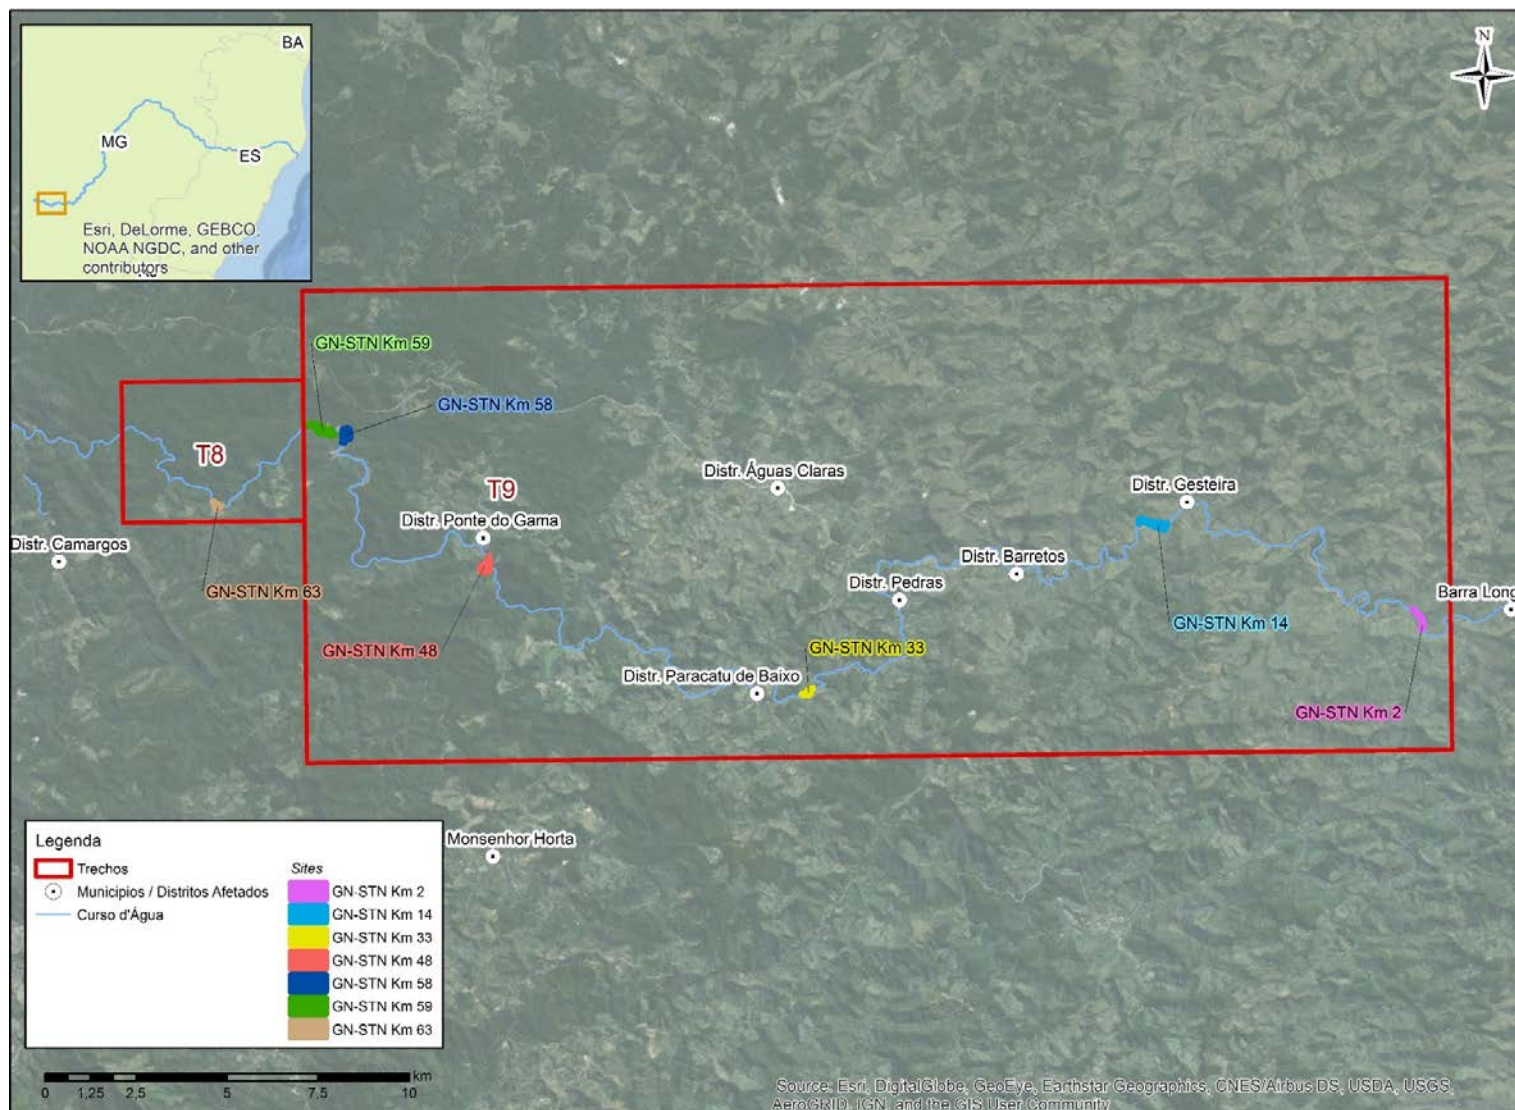 BA
MG
ES
Esri, DeLorme, GEBCO,
NOAA NGDC, and other
contributors
N
GN-STN Km 59
GN-STN Km 58
T8
T9
Distr. Águas Claras
Distr. Gesteira
Distr. Ponte do Gama
Distr. Camargos
Distr. Barretos
Distr. Pedras
GN-STN Km 63
Barra Long
GN-STN Km 14
GN-STN Km 48
GN-STN Km 33
Distr. Paracatu de Baixo
GN-STN Km 2
Monsenhor Horta
Legenda
Trechos
Municipios / Distritos Afetados
Curso d'Água
Sites
GN-STN Km 2
GN-STN Km 14
GN-STN Km 33
GN-STN Km 48
GN-STN Km 58
GN-STN Km 59
GN-STN Km 63
km
0 1,25 2,5 5 7,5 10
Source: Esri, DigitalGlobe, GeoEye, Earthstar Geographics, CNES/Airbus DS, USDA, USGS,
AeroGRID, IGN, and the GIS User Community